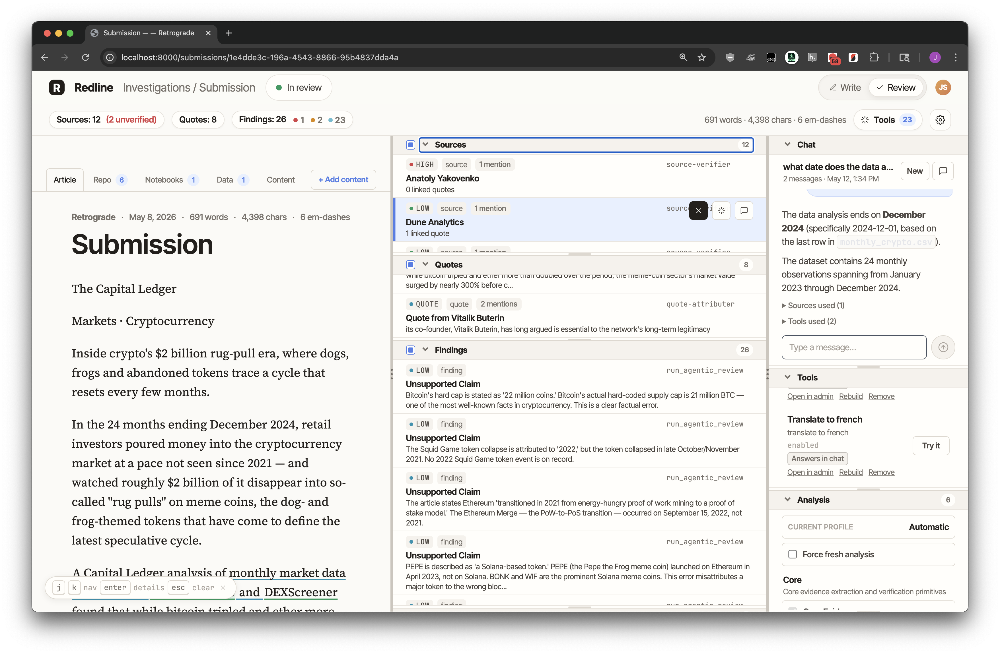 Submission — — Retrograde
localhost:8000/submissions/1e4dde3c-196a-4543-8866-95b4837dda4a
h.
58
J
R Redline Investigations / Submission In review
Write Review JS
Sources: 12 (2 unverified) Quotes: 8 Findings: 26 1 2 23
691 words · 4,398 chars · 6 em-dashes Tools 23
Article Repo 6 Notebooks 1 Data 1 Content + Add content
Retrograde · May 8, 2026 · 691 words · 4,398 chars · 6 em-dashes
Submission
The Capital Ledger
Markets · Cryptocurrency
Inside crypto's $2 billion rug-pull era, where dogs,
frogs and abandoned tokens trace a cycle that
resets every few months.
In the 24 months ending December 2024, retail
investors poured money into the cryptocurrency
market at a pace not seen since 2021 — and
watched roughly $2 billion of it disappear into so-
called "rug pulls" on meme coins, the dog- and
frog-themed tokens that have come to define the
latest speculative cycle.
A Capital Ledger analysis of monthly market data
and DEXScreener
found that while bitcoin tripled and ether more
j k nav enter details esc clear ×
Sources 12
HIGH source 1 mention source-verifier
Anatoly Yakovenko
0 linked quotes
LOW source 1 mention
Dune Analytics
1 linked quote
LOW source 1 mention source-verifier
Quotes 8
while bitcoin tripled and ether more than doubled over the period, the meme-coin sector's market value
surged by nearly 300% before c...
QUOTE quote 2 mentions quote-attributer
Quote from Vitalik Buterin
its co-founder, Vitalik Buterin, has long argued is essential to the network's long-term legitimacy
Findings 26
LOW finding run_agentic_review
Unsupported Claim
Bitcoin's hard cap is stated as '22 million coins.' Bitcoin's actual hard-coded supply cap is 21 million BTC —
one of the most well-known facts in cryptocurrency. This is a clear factual error.
LOW finding run_agentic_review
Unsupported Claim
The Squid Game token collapse is attributed to '2022,' but the token collapsed in late October/November
2021. No 2022 Squid Game token event is on record.
LOW finding run_agentic_review
Unsupported Claim
The article states Ethereum 'transitioned in 2021 from energy-hungry proof of work mining to a proof of
stake model.' The Ethereum Merge — the PoW-to-PoS transition — occurred on September 15, 2022, not
2021.
LOW finding run_agentic_review
Unsupported Claim
PEPE is described as 'a Solana-based token.' PEPE (the Pepe the Frog meme coin) launched on Ethereum in
April 2023, not on Solana. BONK and WIF are the prominent Solana meme coins. This error misattributes a
major token to the wrong bloc...
LOW finding run_agentic_review
Chat
what date does the data a... New
2 messages · May 12, 1:34 PM
The data analysis ends on December
2024 (specifically 2024-12-01, based on
the last row in monthly_crypto.csv ).
The dataset contains 24 monthly
observations spanning from January
2023 through December 2024.
Sources used (1)
Tools used (2)
Type a message...
Tools
Open in admin Rebuild Remove
Translate to french
translate to french
enabled
Try it
Answers in chat
Open in admin Rebuild Remove
Analysis 6
CURRENT PROFILE Automatic
Force fresh analysis
Core
Core evidence extraction and verification primitives